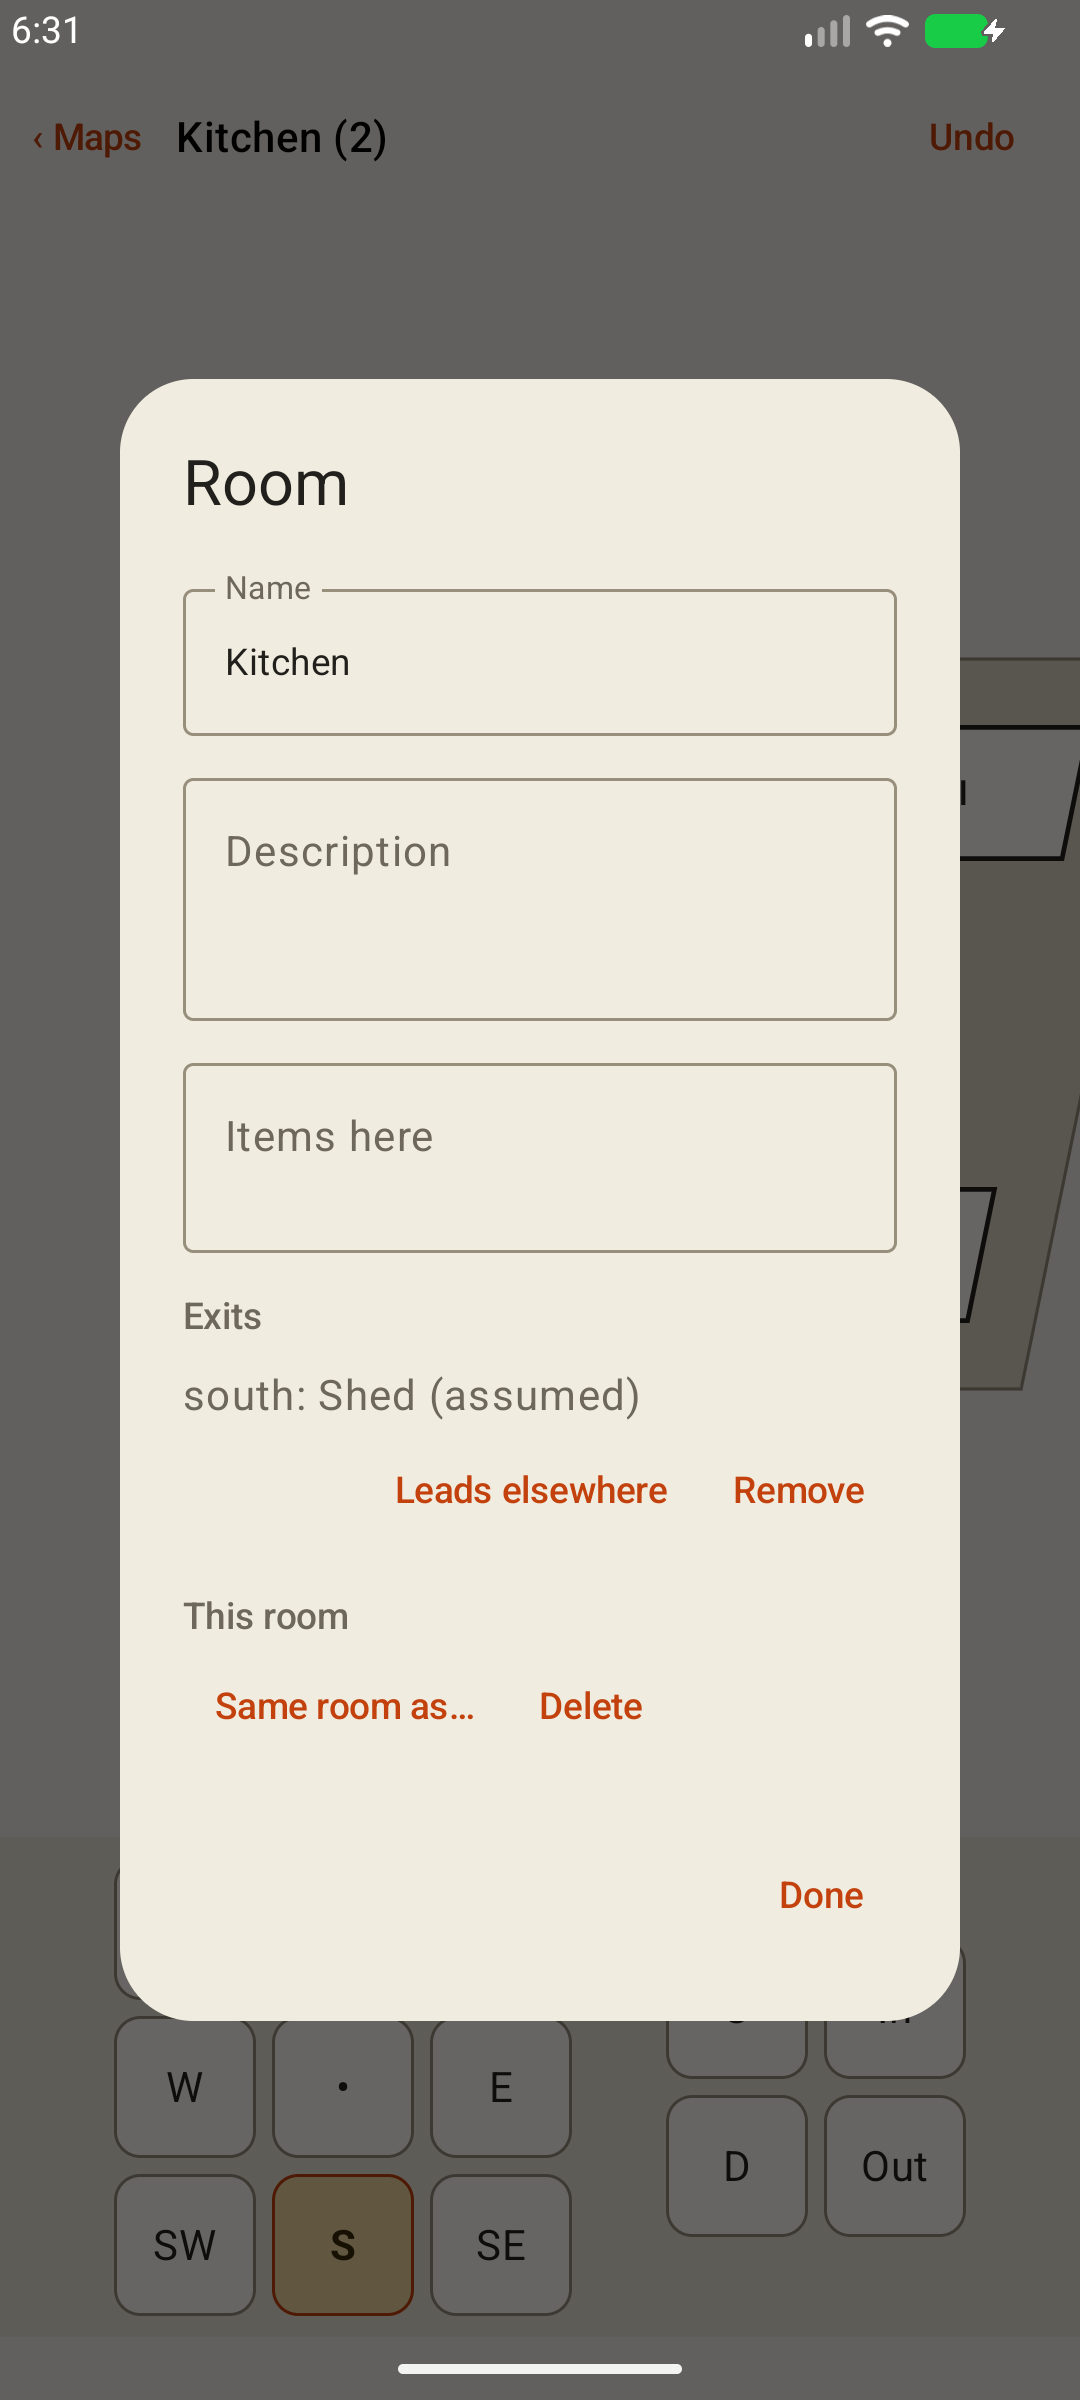 6:31
‹ Maps Kitchen (2) Undo
Room
Name
Kitchen
Description
Items here
Exits
south: Shed (assumed)
Leads elsewhere Remove
This room
Same room as... Delete
Done
W • E
D Out
SW S SE